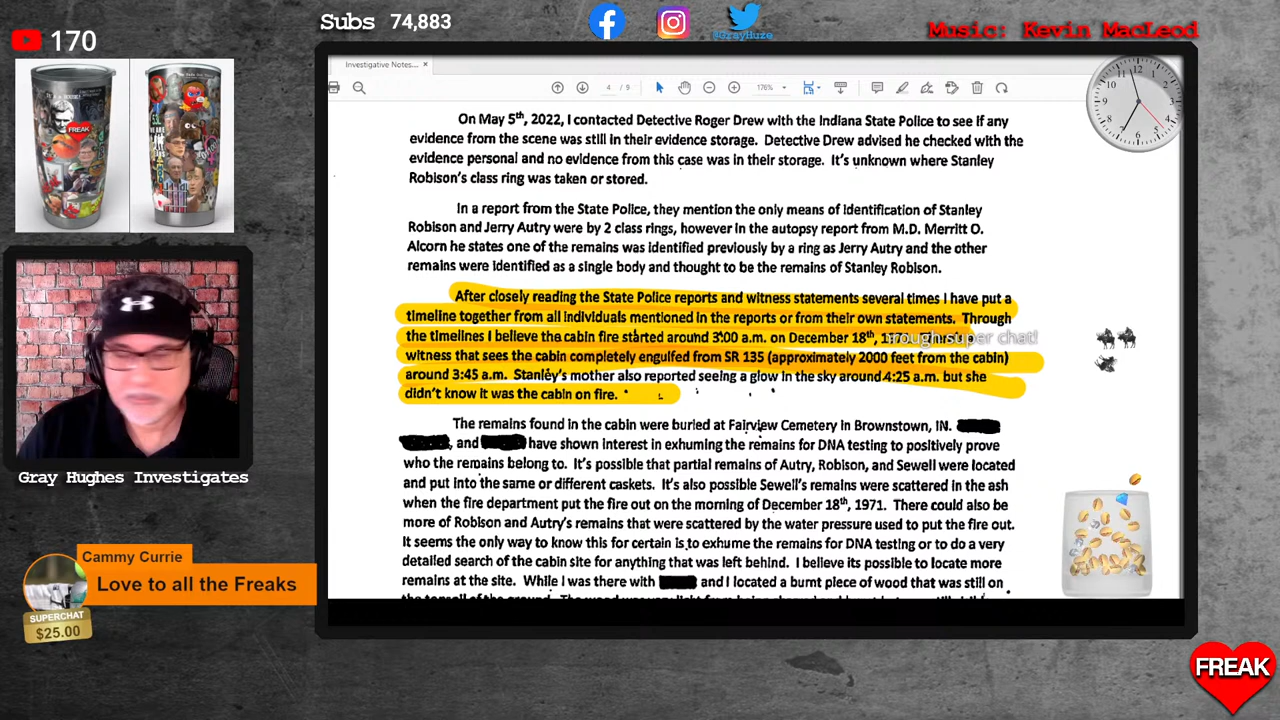 170
Subs 74,883
@GrayHuze
Music: Kevin MacLeod
FREAK
Investigative Notes...
4 / 9
176%
On May 5th, 2022, I contacted Detective Roger Drew with the Indiana State Police to see if any
evidence from the scene was still in their evidence storage. Detective Drew advised he checked with the
evidence personal and no evidence from this case was in their storage. It's unknown where Stanley
Robison's class ring was taken or stored.
In a report from the State Police, they mention the only means of identification of Stanley
Robison and Jerry Autry were by 2 class rings, however in the autopsy report from M.D. Merritt O.
Alcorn he states one of the remains was identified previously by a ring as Jerry Autry and the other
remains were identified as a single body and thought to be the remains of Stanley Robison.
After closely reading the State Police reports and witness statements several times I have put a
timeline together from all individuals mentioned in the reports or from their own statements. Through
the timelines I believe the cabin fire started around 3:00 a.m. on December 18th,
rough super chat!
witness that sees the cabin completely engulfed from SR 135 (approximately 2000 feet from the cabin)
around 3:45 a.m. Stanley's mother also reported seeing a glow in the sky around 4:25 a.m. but she
didn't know it was the cabin on fire.
The remains found in the cabin were buried at Fairview Cemetery in Brownstown, IN.
and have shown interest in exhuming the remains for DNA testing to positively prove
who the remains belong to. It's possible that partial remains of Autry, Robison, and Sewell were located
and put into the same or different caskets. It's also possible Sewell's remains were scattered in the ash
when the fire department put the fire out on the morning of December 18th, 1971. There could also be
more of Robison and Autry's remains that were scattered by the water pressure used to put the fire out.
It seems the only way to know this for certain is to exhume the remains for DNA testing or to do a very
detailed search of the cabin site for anything that was left behind. I believe its possible to locate more
remains at the site. While I was there with and I located a burnt piece of wood that was still on
Gray Hughes Investigates
Cammy Currie
Love to all the Freaks
SUPERCHAT
$25.00
FREAK